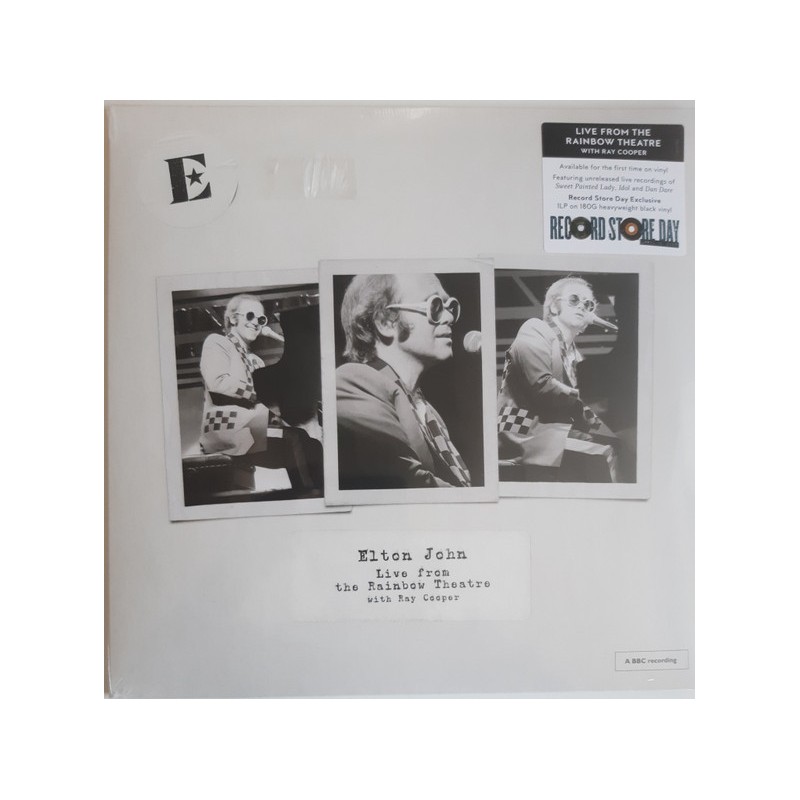 E
LIVE FROM THE
RAINBOW THEATRE
WITH RAY COOPER
Available for the first time on vinyl
Featuring unreleased live recordings of
Sweet Painted Lady, Idol and Dan Dare
Record Store Day Exclusive
1LP on 180G heavyweight black vinyl
RECORD STORE DAY
Elton John
Live from
the Rainbow Theatre
with Ray Cooper
A BBC recording